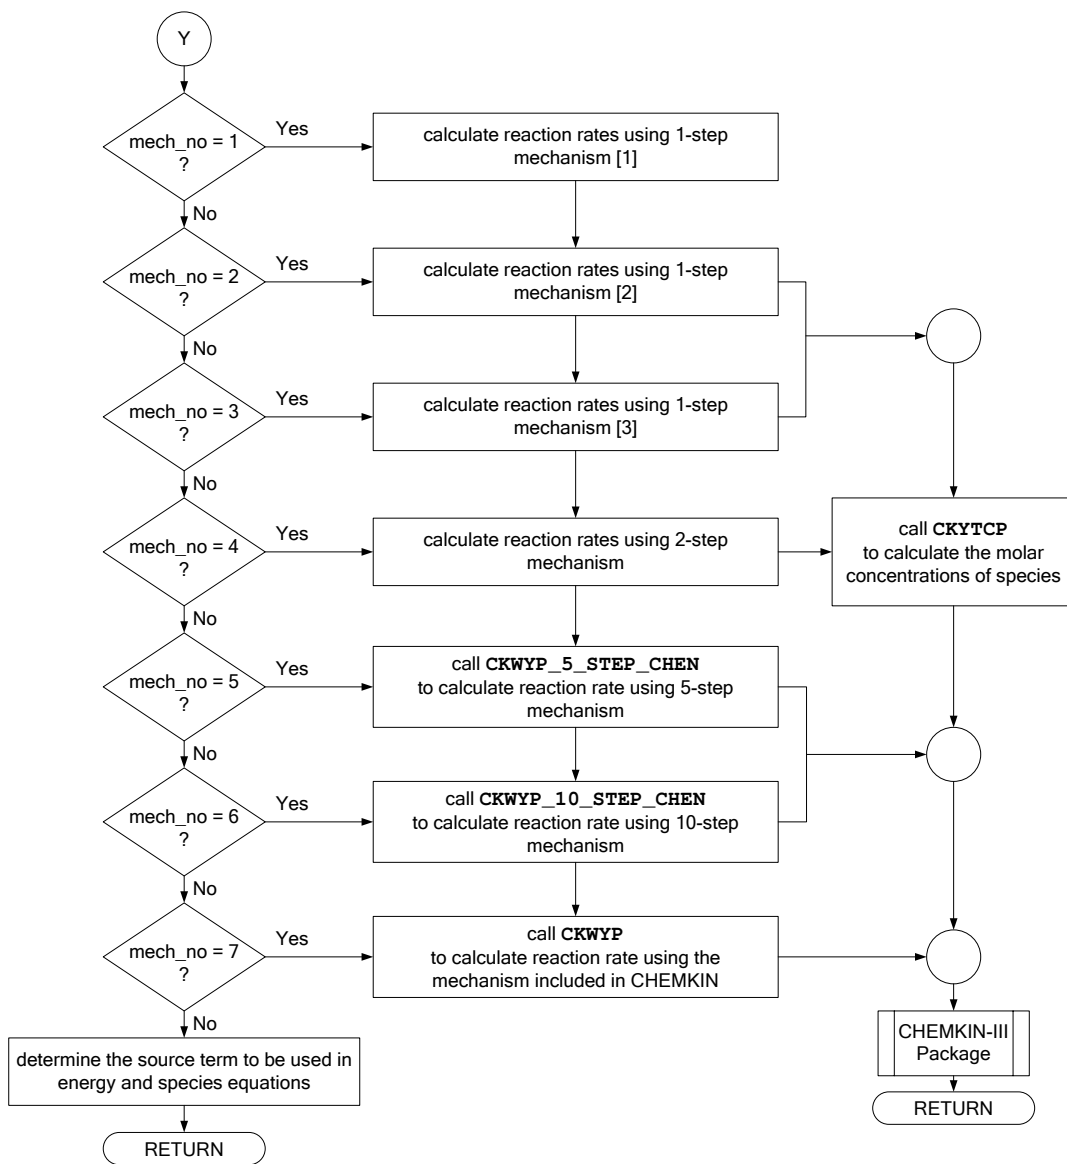 Y
mech_no = 1
?
Yes
calculate reaction rates using 1-step
mechanism [1]
No
mech_no = 2
?
Yes
calculate reaction rates using 1-step
mechanism [2]
No
mech_no = 3
?
Yes
calculate reaction rates using 1-step
mechanism [3]
No
mech_no = 4
?
Yes
calculate reaction rates using 2-step
mechanism
call CKYTCP
to calculate the molar
concentrations of species
No
mech_no = 5
?
Yes
call CKWYP_5_STEP_CHEN
to calculate reaction rate using 5-step
mechanism
No
mech_no = 6
?
Yes
call CKWYP_10_STEP_CHEN
to calculate reaction rate using 10-step
mechanism
No
mech_no = 7
?
Yes
call CKWYP
to calculate reaction rate using the
mechanism included in CHEMKIN
No
determine the source term to be used in
energy and species equations
RETURN
CHEMKIN-III
Package
RETURN